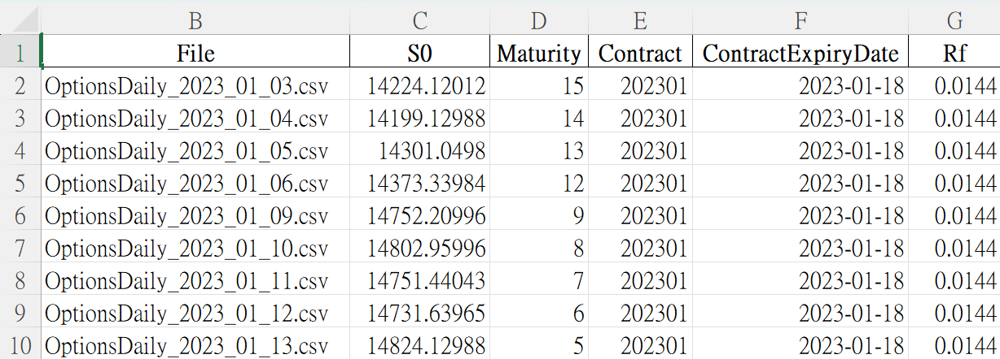 B C D E F G
1 File S0 Maturity Contract ContractExpiryDate Rf
2 OptionsDaily_2023_01_03.csv 14224.12012 15 202301 2023-01-18 0.0144
3 OptionsDaily_2023_01_04.csv 14199.12988 14 202301 2023-01-18 0.0144
4 OptionsDaily_2023_01_05.csv 14301.0498 13 202301 2023-01-18 0.0144
5 OptionsDaily_2023_01_06.csv 14373.33984 12 202301 2023-01-18 0.0144
6 OptionsDaily_2023_01_09.csv 14752.20996 9 202301 2023-01-18 0.0144
7 OptionsDaily_2023_01_10.csv 14802.95996 8 202301 2023-01-18 0.0144
8 OptionsDaily_2023_01_11.csv 14751.44043 7 202301 2023-01-18 0.0144
9 OptionsDaily_2023_01_12.csv 14731.63965 6 202301 2023-01-18 0.0144
10 OptionsDaily_2023_01_13.csv 14824.12988 5 202301 2023-01-18 0.0144